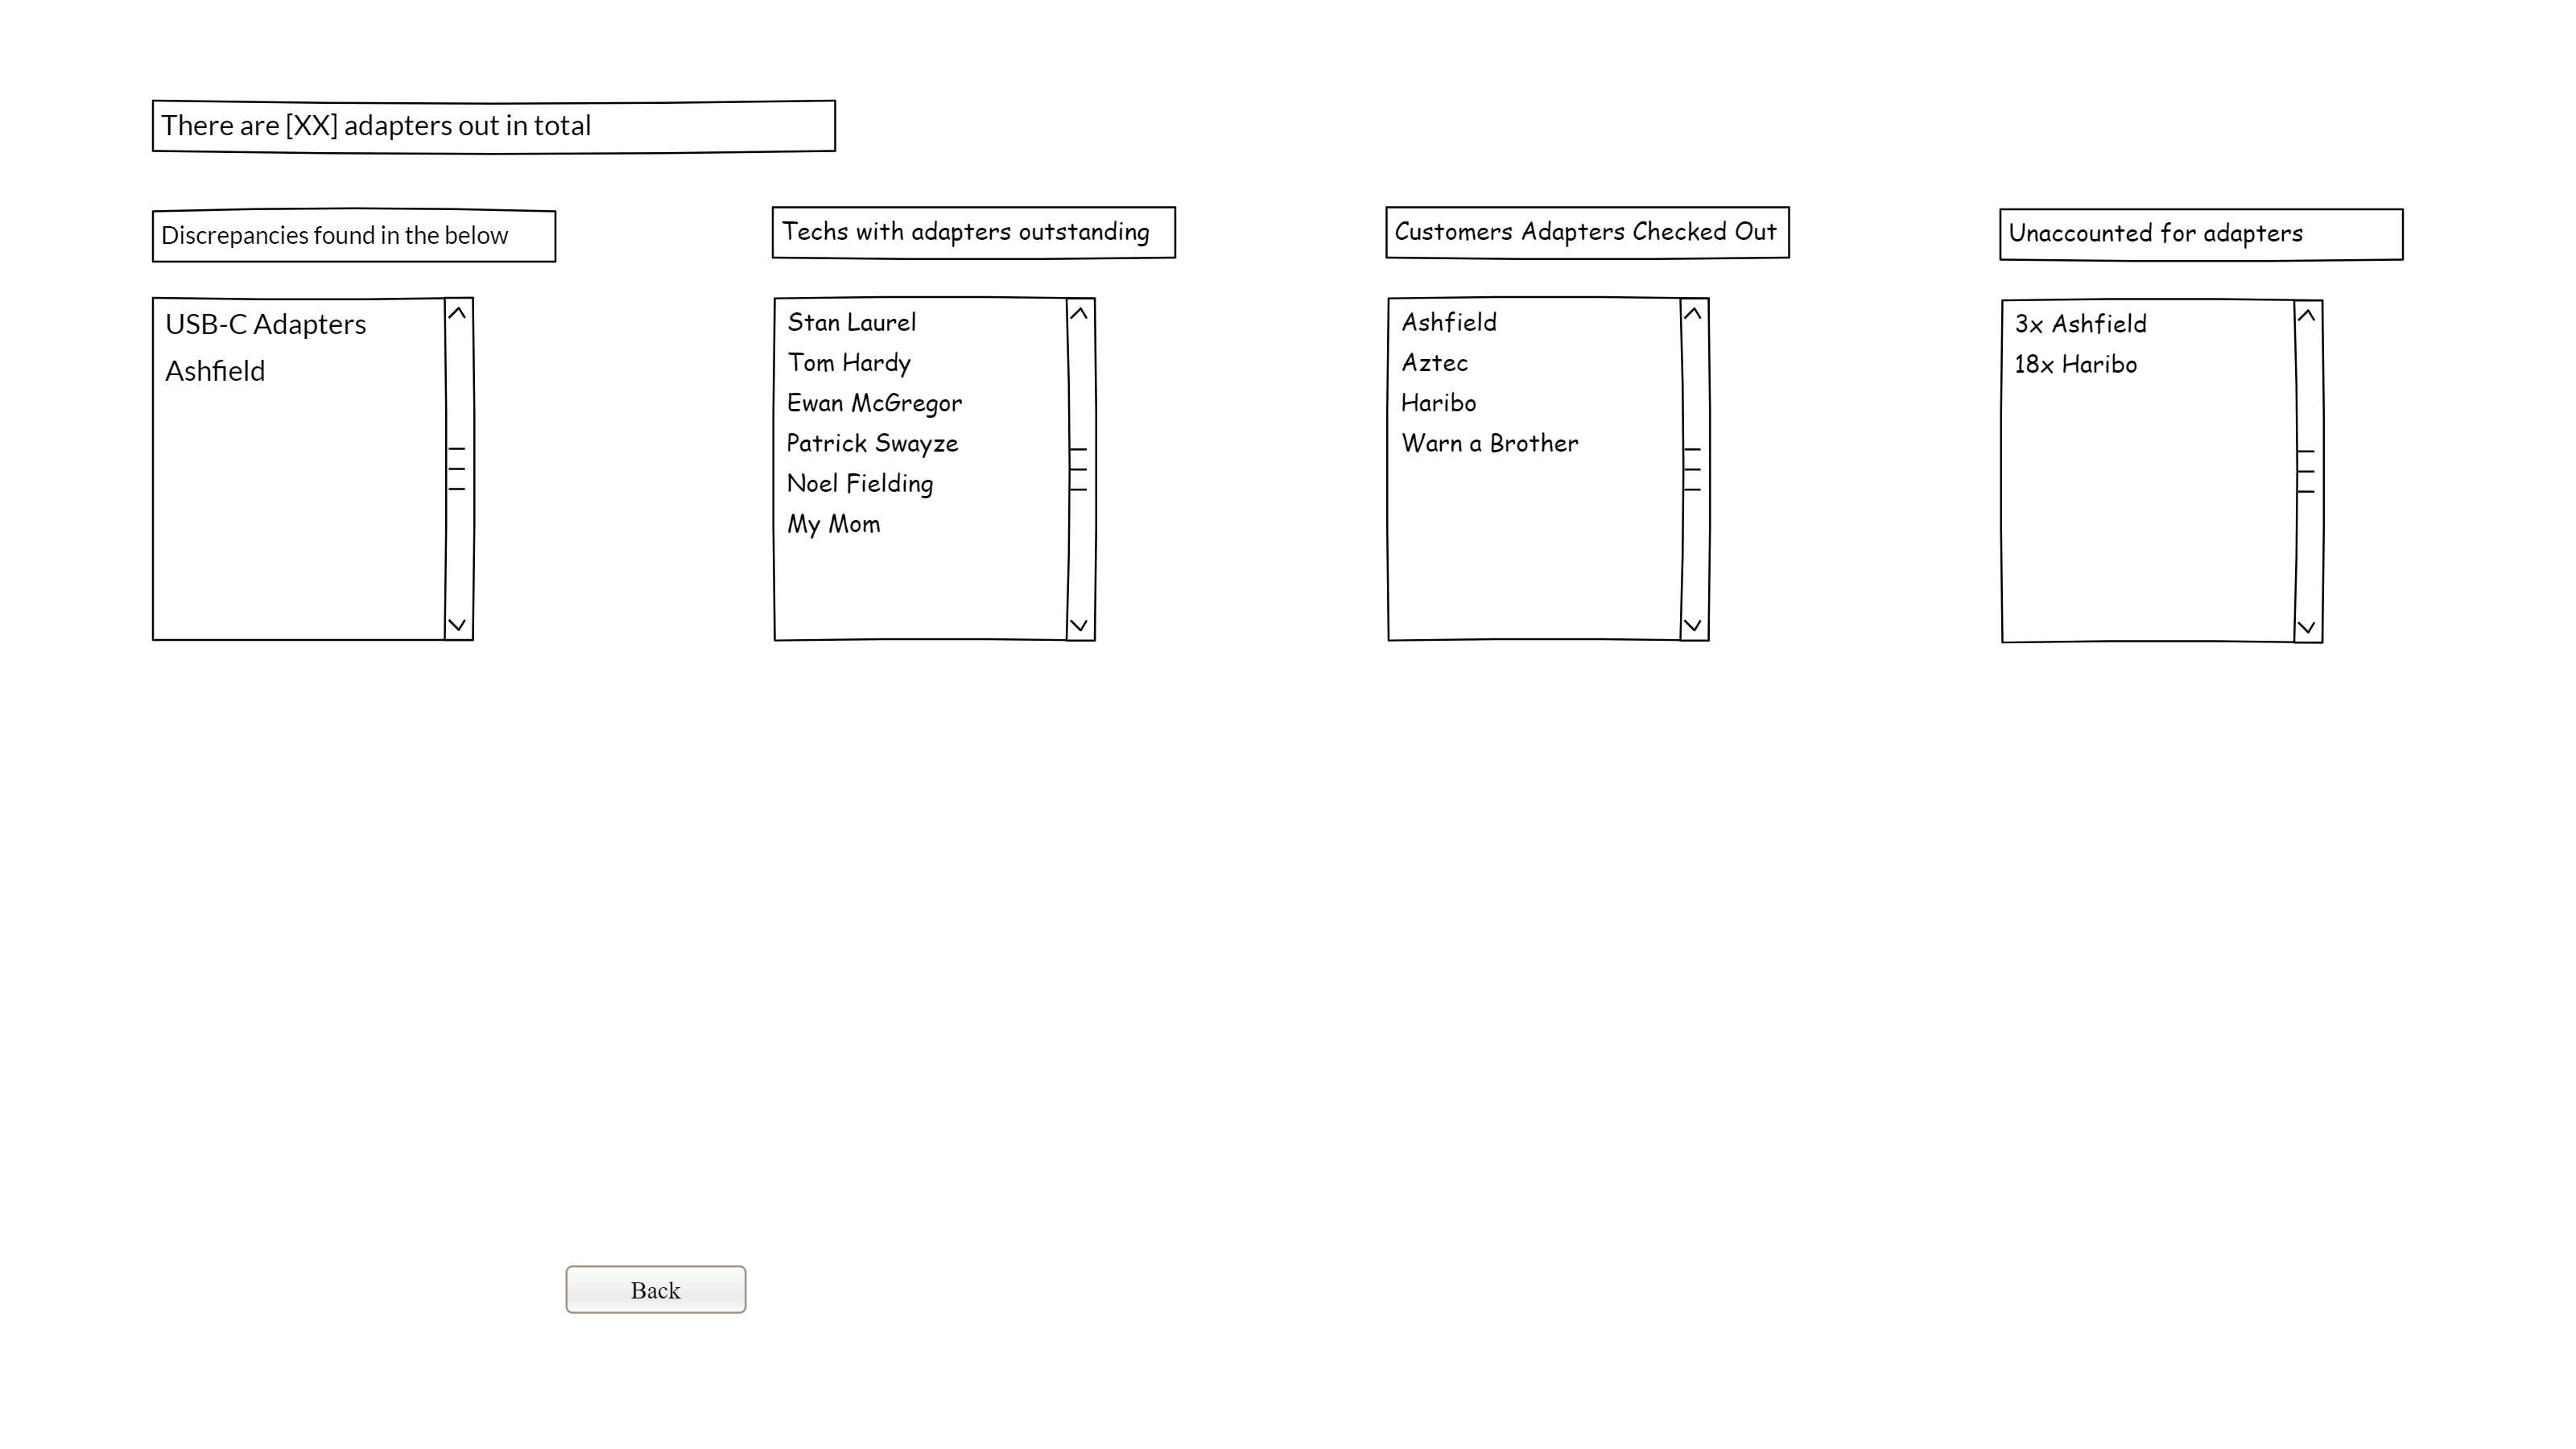 There are [XX] adapters out in total
Discrepancies found in the below
USB-C Adapters
Ashfield
Techs with adapters outstanding
Stan Laurel
Tom Hardy
Ewan McGregor
Patrick Swayze
Noel Fielding
My Mom
Customers Adapters Checked Out
Ashfield
Aztec
Haribo
Warn a Brother
Unaccounted for adapters
3x Ashfield
18x Haribo
Back